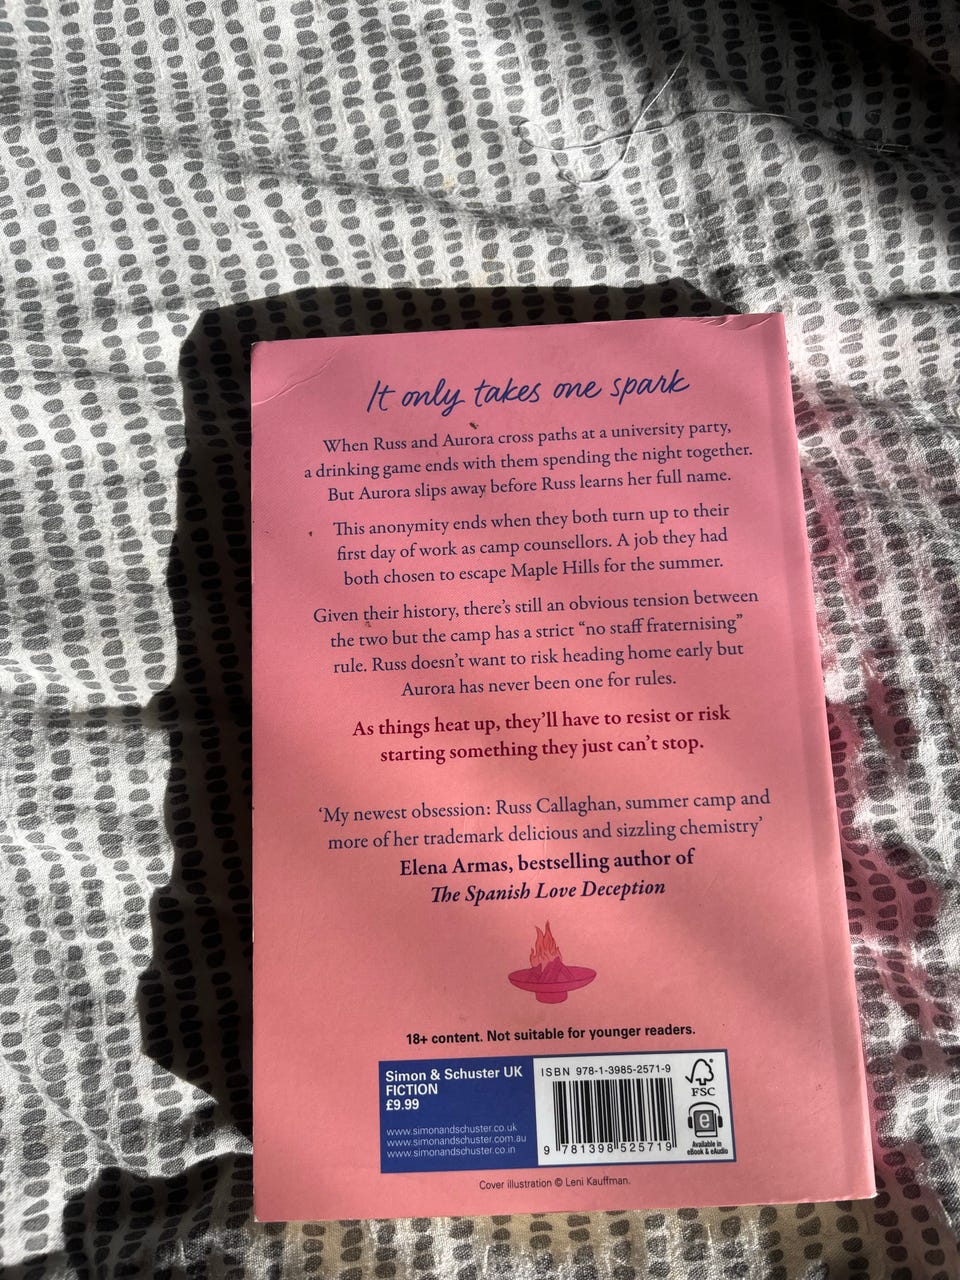 It only takes one spark
When Russ and Aurora cross paths at a university party,
a drinking game ends with them spending the night together.
But Aurora slips away before Russ learns her full name.
This anonymity ends when they both turn up to their
first day of work as camp counsellors. A job they had
both chosen to escape Maple Hills for the summer.
Given their history, there's still an obvious tension between
the two but the camp has a strict “no staff fraternising”
rule. Russ doesn't want to risk heading home early but
Aurora has never been one for rules.
As things heat up, they'll have to resist or risk
starting something they just can't stop.
‘My newest obsession: Russ Callaghan, summer camp and
more of her trademark delicious and sizzling chemistry’
Elena Armas, bestselling author of
The Spanish Love Deception
18+ content. Not suitable for younger readers.
Simon & Schuster UK
FICTION
£9.99
www.simonandschuster.co.uk
www.simonandschuster.com.au
www.simonandschuster.co.in
ISBN 978-1-3985-2571-9
9 781398 525719
FSC
e
Available in
eBook & eAudio
Cover illustration © Leni Kauffman.